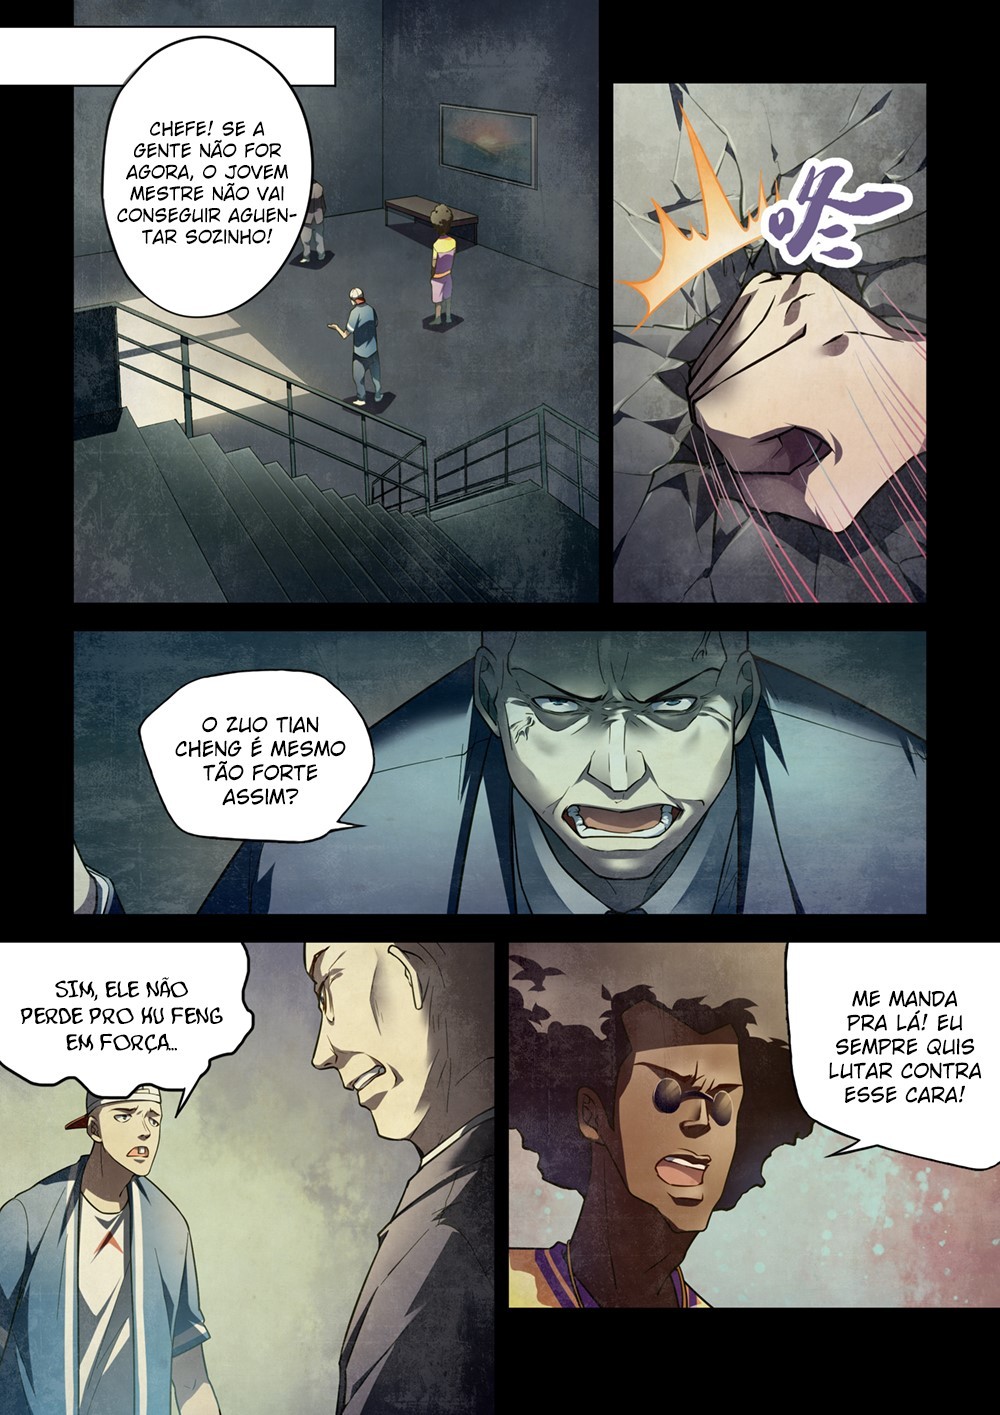 CHEFE! SE A
GENTE NÃO FOR
AGORA, O JOVEM
MESTRE NÃO VAI
CONSEGUIR AGUEN-
TAR SOZINHO!
咚
O ZUO TIAN
CHENG É MESMO
TÃO FORTE
ASSIM?
SIM, ELE NÃO
PERDE PRO HU FENG
EM FORÇA...
ME MANDA
PRA LÁ! EU
SEMPRE QUIS
LUTAR CONTRA
ESSE CARA!